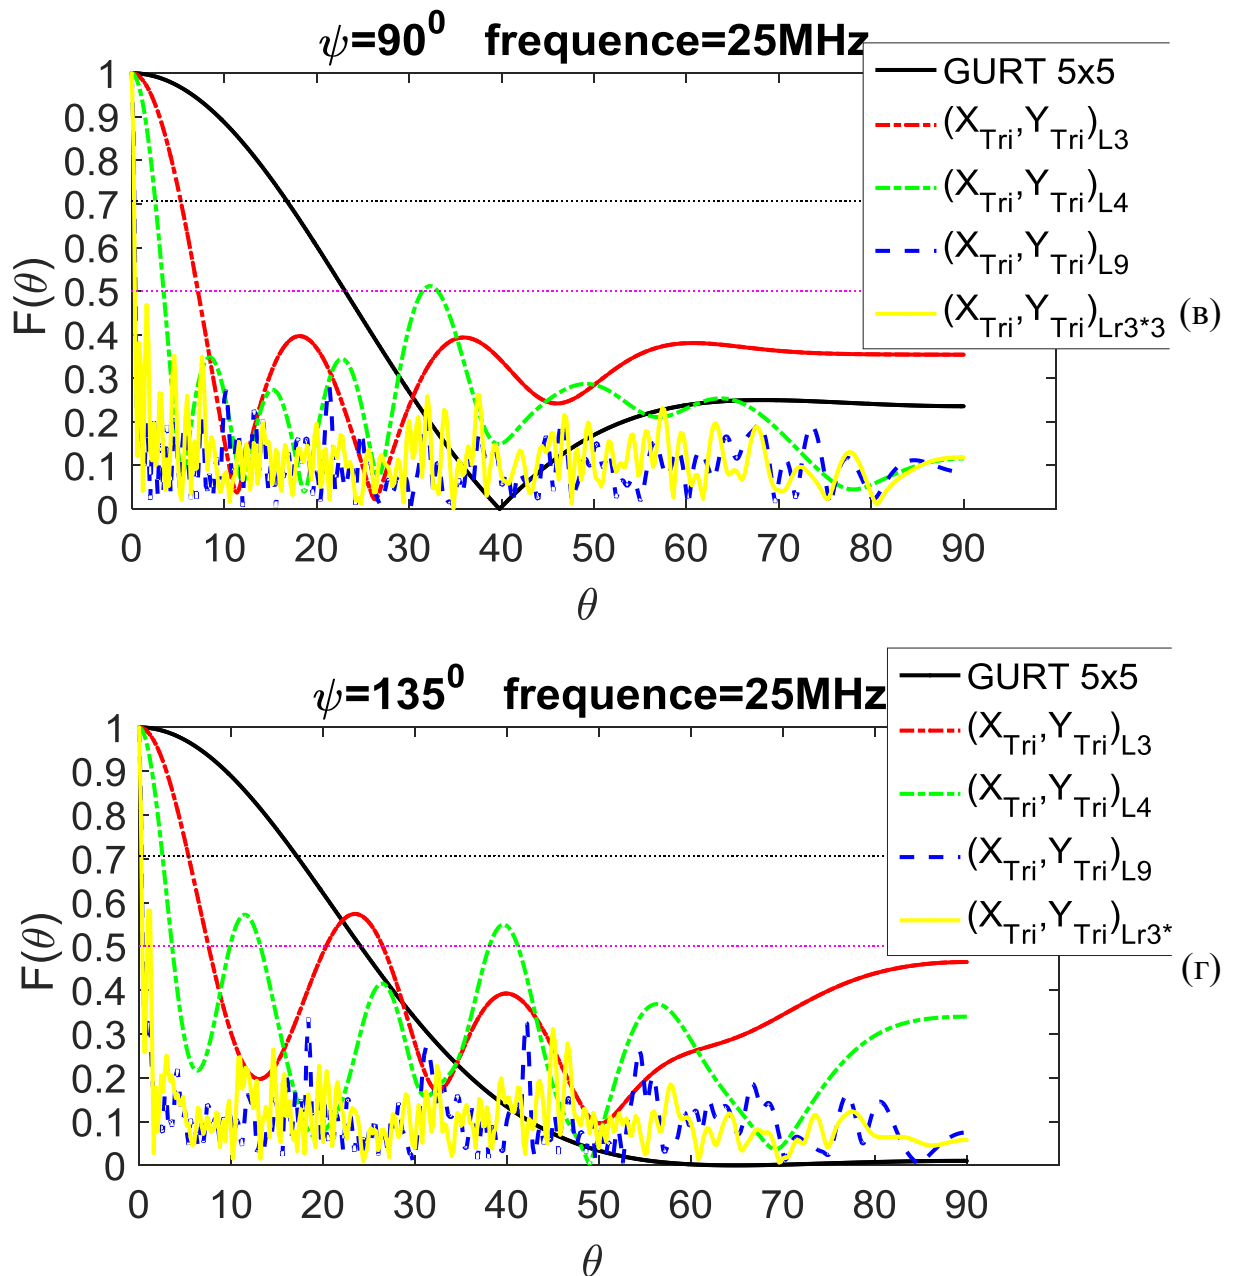 ψ=90⁰ frequence=25MHz
GURT 5x5
(X_Tri,Y_Tri)_L3
(X_Tri,Y_Tri)_L4
(X_Tri,Y_Tri)_L9
(X_Tri,Y_Tri)_Lr3*3
(в)
1
0.9
0.8
0.7
0.6
0.5
0.4
0.3
0.2
0.1
0
F(θ)
0 10 20 30 40 50 60 70 80 90
θ
ψ=135⁰ frequence=25MHz
GURT 5x5
(X_Tri,Y_Tri)_L3
(X_Tri,Y_Tri)_L4
(X_Tri,Y_Tri)_L9
(X_Tri,Y_Tri)_Lr3*
(г)
1
0.9
0.8
0.7
0.6
0.5
0.4
0.3
0.2
0.1
0
F(θ)
0 10 20 30 40 50 60 70 80 90
θ